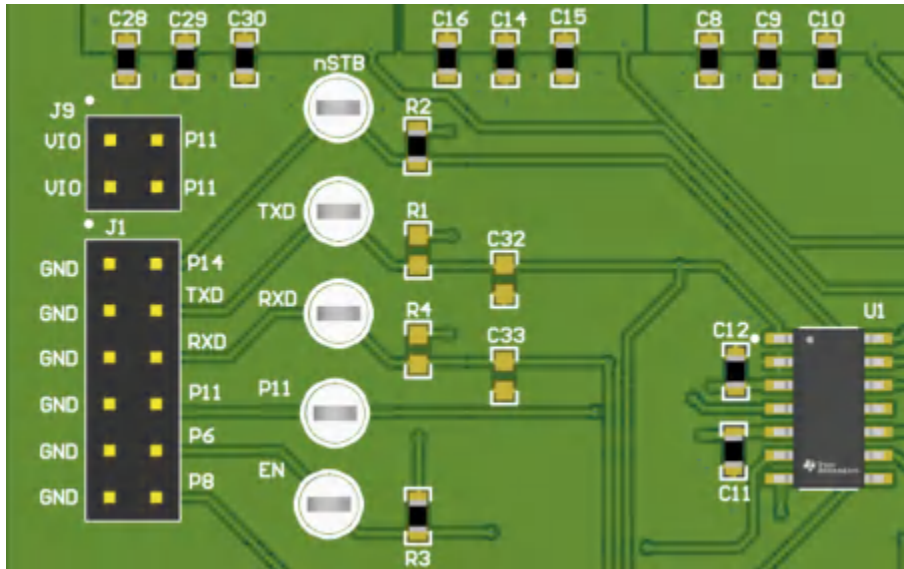 C28 C29 C30 C16 C14 C15 C8 C9 C10
nSTB
J9
R2
VIO P11
VIO P11
J1
TXD
R1
C32
GND P14
GND TXD
RXD
R4
U1
GND RXD
C33
C12
GND P11
P11
GND P6
EN
GND P8
C11
R3
Texas
Instruments